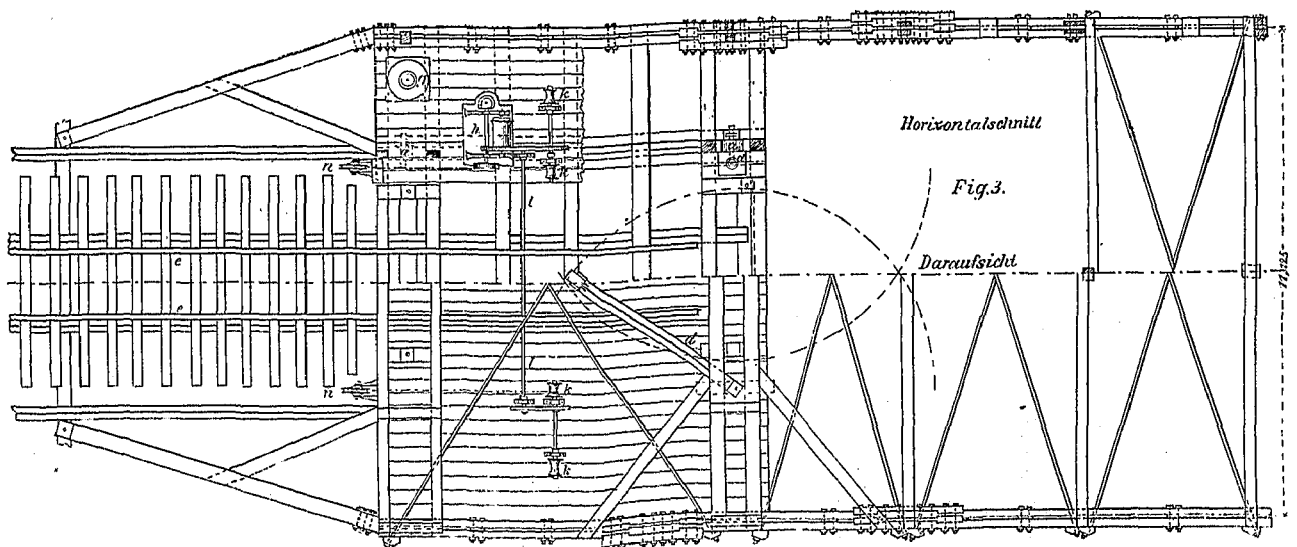 k
h
Horizontalschnitt
n
k
Fig. 3.
l
e
Daraufsicht
e
l
d
n
k
k